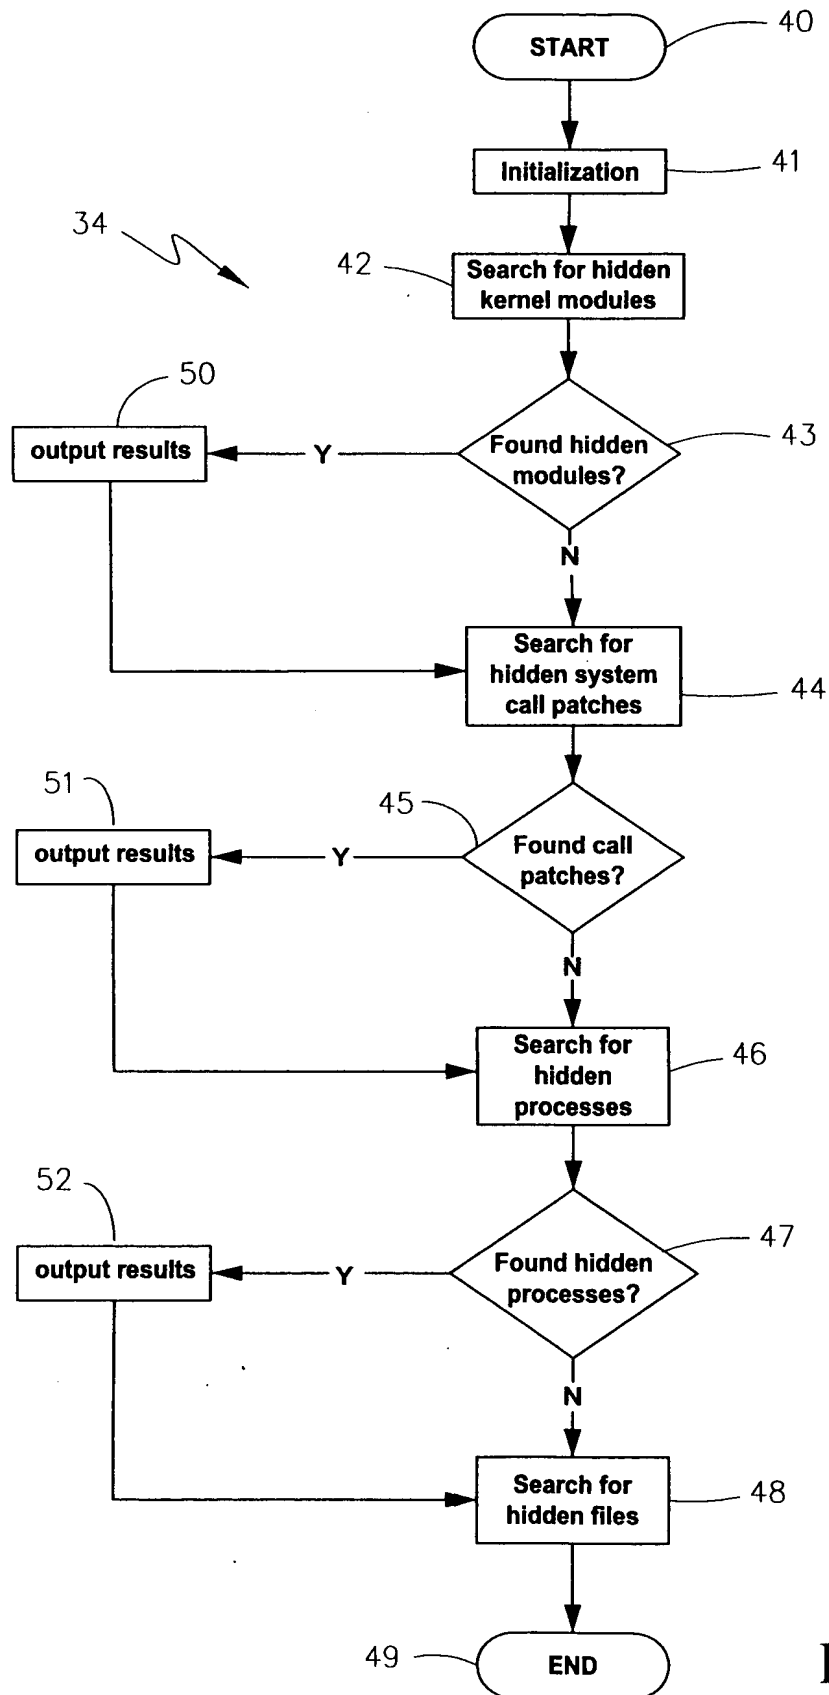 START
40
Initialization
41
34
42
Search for hidden
kernel modules
50
output results
Y
Found hidden
modules?
43
N
Search for
hidden system
call patches
44
51
45
output results
Y
Found call
patches?
N
Search for
hidden
processes
46
52
output results
Y
Found hidden
processes?
47
N
Search for
hidden files
48
49
END